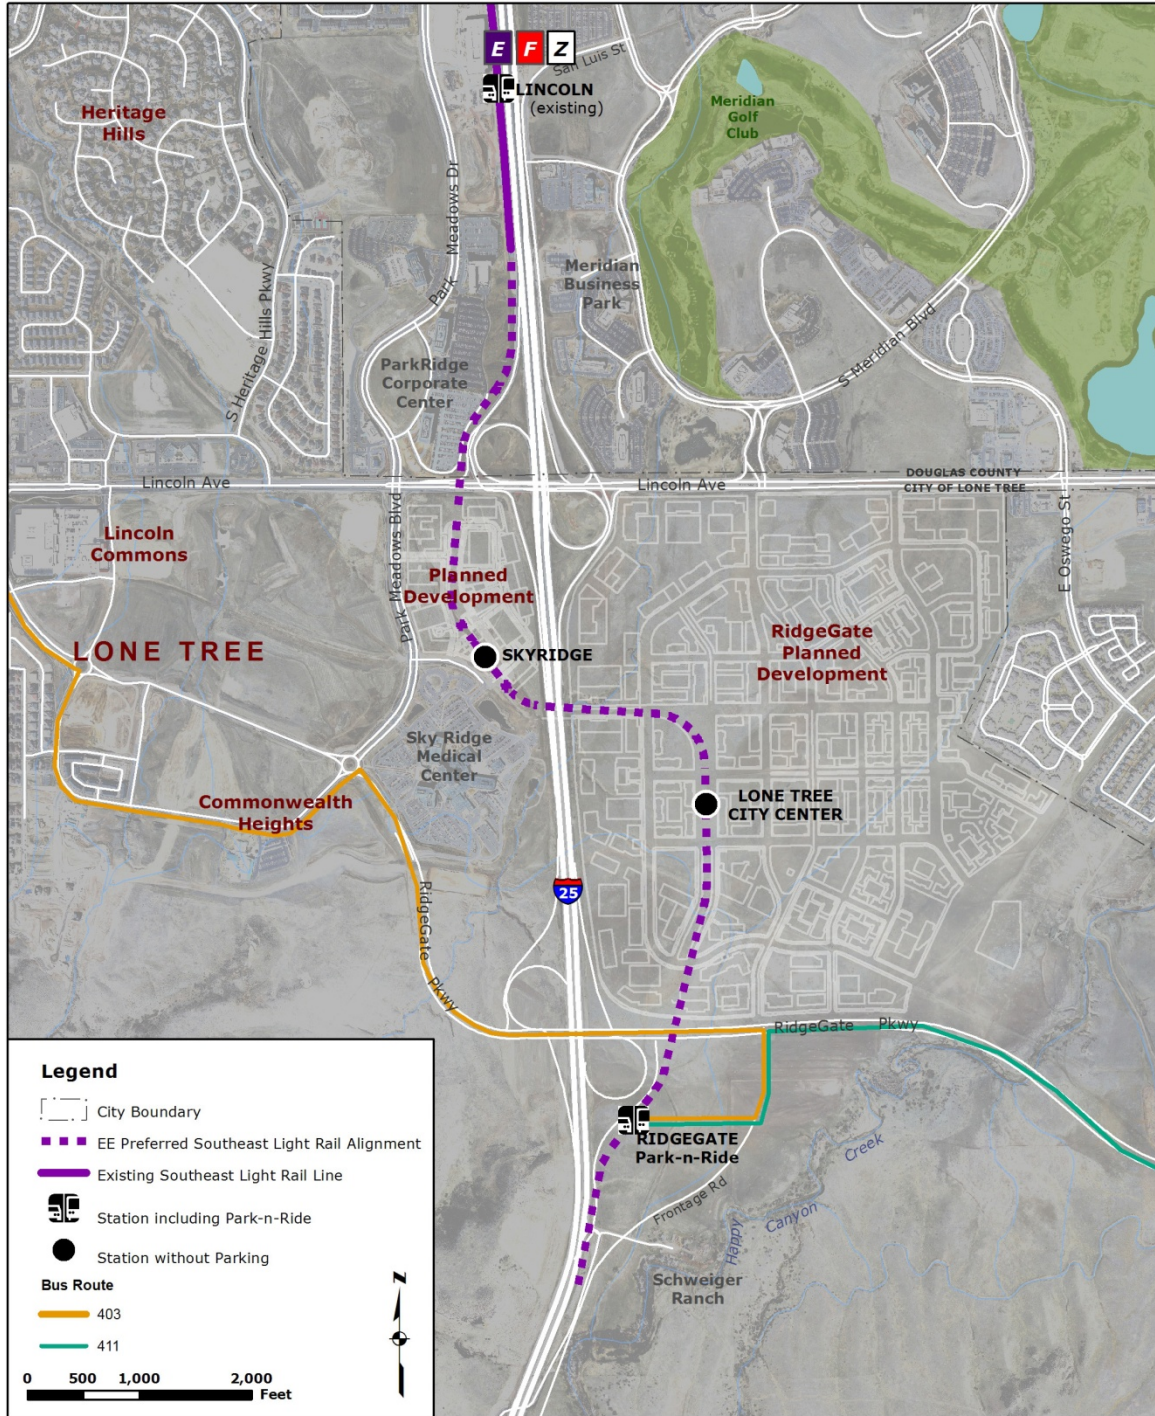 E F Z
San Luis St
LINCOLN
(existing)
Heritage
Hills
Meridian
Golf
Club
Park Meadows Dr
S Heritage Hills Pkwy
Meridian
Business
Park
S Meridian Blvd
ParkRidge
Corporate
Center
DOUGLAS COUNTY
CITY OF LONE TREE
Lincoln Ave
Lincoln Ave
Lincoln
Commons
Park Meadows Blvd
Planned
Development
E Oswego St
LONE TREE
SKYRIDGE
RidgeGate
Planned
Development
Sky Ridge
Medical
Center
Commonwealth
Heights
LONE TREE
CITY CENTER
25
RidgeGate Pkwy
RidgeGate Pkwy
RIDGEGATE
Park-n-Ride
Frontage Rd
Happy Canyon Creek
Schweiger
Ranch
Legend
City Boundary
EE Preferred Southeast Light Rail Alignment
Existing Southeast Light Rail Line
Station including Park-n-Ride
Station without Parking
Bus Route
403
411
N
0 500 1,000 2,000
Feet